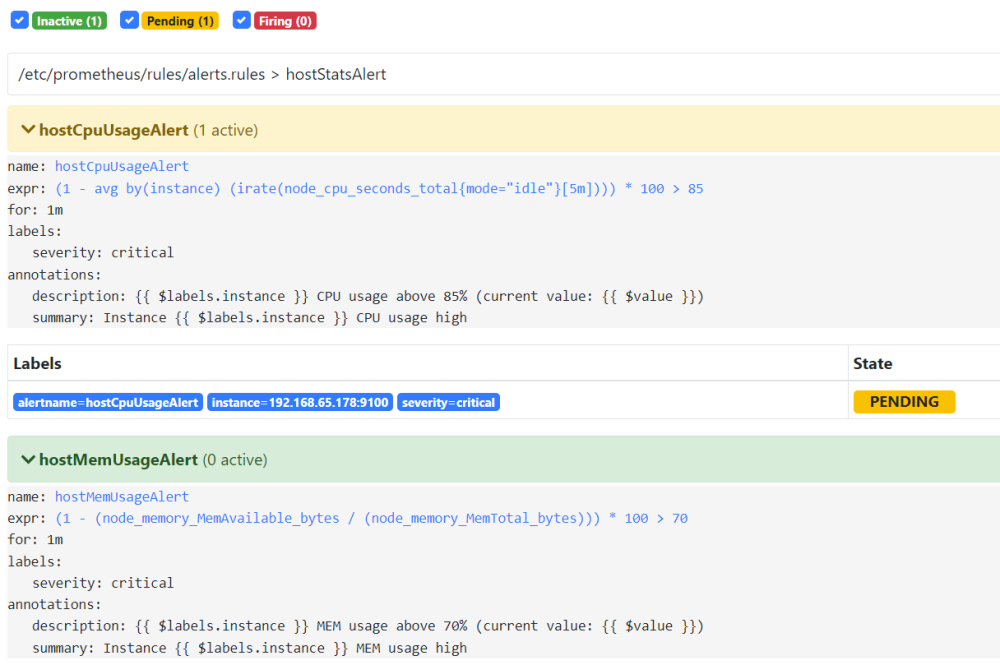 Inactive (1) Pending (1) Firing (0)
/etc/prometheus/rules/alerts.rules > hostStatsAlert
hostCpuUsageAlert (1 active)
name: hostCpuUsageAlert
expr: (1 - avg by(instance) (irate(node_cpu_seconds_total{mode="idle"}[5m]))) * 100 > 85
for: 1m
labels:
severity: critical
annotations:
description: {{ $labels.instance }} CPU usage above 85% (current value: {{ $value }})
summary: Instance {{ $labels.instance }} CPU usage high
Labels State
alertname=hostCpuUsageAlert instance=192.168.65.178:9100 severity=critical PENDING
hostMemUsageAlert (0 active)
name: hostMemUsageAlert
expr: (1 - (node_memory_MemAvailable_bytes / (node_memory_MemTotal_bytes))) * 100 > 70
for: 1m
labels:
severity: critical
annotations:
description: {{ $labels.instance }} MEM usage above 70% (current value: {{ $value }})
summary: Instance {{ $labels.instance }} MEM usage high